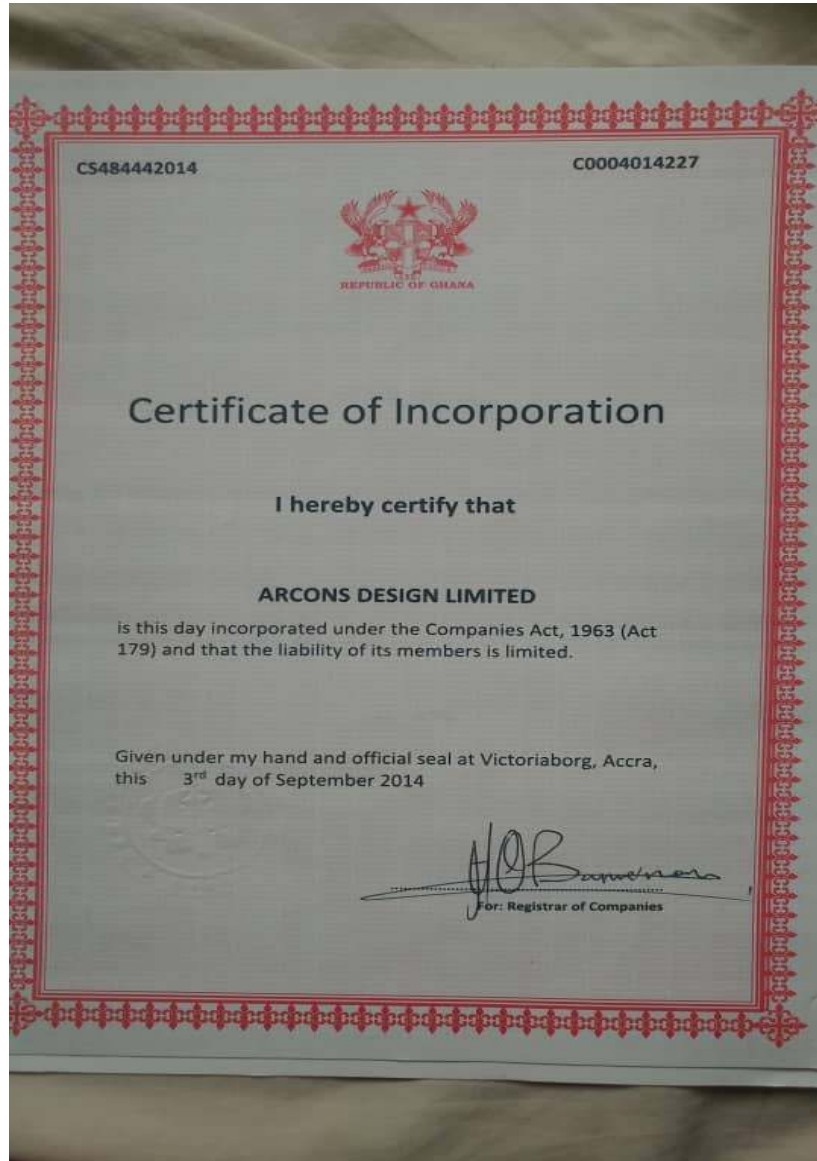 CS484442014
C0004014227
REPUBLIC OF GHANA
Certificate of Incorporation
I hereby certify that
ARCONS DESIGN LIMITED
is this day incorporated under the Companies Act, 1963 (Act
179) and that the liability of its members is limited.
Given under my hand and official seal at Victoriaborg, Accra,
this 3rd day of September 2014
For: Registrar of Companies